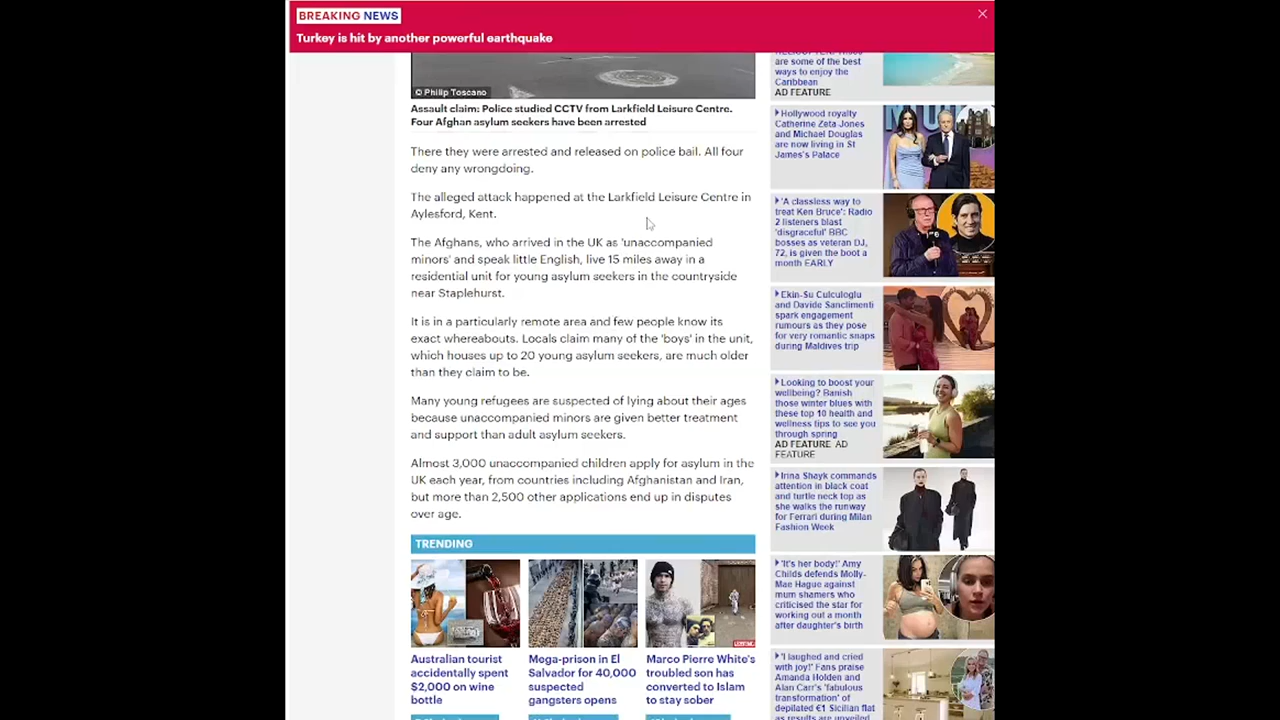 BREAKING NEWS
Turkey is hit by another powerful earthquake
© Philip Toscano
Assault claim: Police studied CCTV from Larkfield Leisure Centre.
Four Afghan asylum seekers have been arrested
There they were arrested and released on police bail. All four
deny any wrongdoing.
The alleged attack happened at the Larkfield Leisure Centre in
Aylesford, Kent.
The Afghans, who arrived in the UK as 'unaccompanied
minors' and speak little English, live 15 miles away in a
residential unit for young asylum seekers in the countryside
near Staplehurst.
It is in a particularly remote area and few people know its
exact whereabouts. Locals claim many of the 'boys' in the unit,
which houses up to 20 young asylum seekers, are much older
than they claim to be.
Many young refugees are suspected of lying about their ages
because unaccompanied minors are given better treatment
and support than adult asylum seekers.
Almost 3,000 unaccompanied children apply for asylum in the
UK each year, from countries including Afghanistan and Iran,
but more than 2,500 other applications end up in disputes
over age.
TRENDING
Australian tourist
accidentally spent
$2,000 on wine
bottle
Mega-prison in El
Salvador for 40,000
suspected
gangsters opens
Marco Pierre White's
troubled son has
converted to Islam
to stay sober
are some of the best
ways to enjoy the
Caribbean
AD FEATURE
Hollywood royalty
Catherine Zeta-Jones
and Michael Douglas
are now living in St
James's Palace
'A classless way to
treat Ken Bruce': Radio
2 listeners blast
'disgraceful' BBC
bosses as veteran DJ,
72, is given the boot a
month EARLY
Ekin-Su Culculoglu
and Davide Sanclimenti
spark engagement
rumours as they pose
for very romantic snaps
during Maldives trip
Looking to boost your
wellbeing? Banish
those winter blues with
these top 10 health and
wellness tips to see you
through spring
AD FEATURE AD
FEATURE
Irina Shayk commands
attention in black coat
and turtle neck top as
she walks the runway
for Ferrari during Milan
Fashion Week
'It's her body!' Amy
Childs defends Molly-
Mae Hague against
mum shamers who
criticised the star for
working out a month
after daughter's birth
'I laughed and cried
with joy!' Fans praise
Amanda Holden and
Alan Carr's 'fabulous
transformation' of
depilated €1 Sicilian flat
as results are unveiled